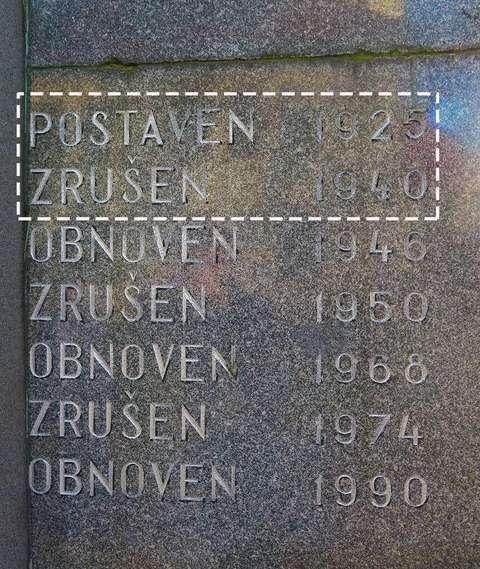 POSTAVEN 1925
ZRUŠEN 1940
OBNOVEN 1946
ZRUŠEN 1950
OBNOVEN 1968
ZRUŠEN 1974
OBNOVEN 1990